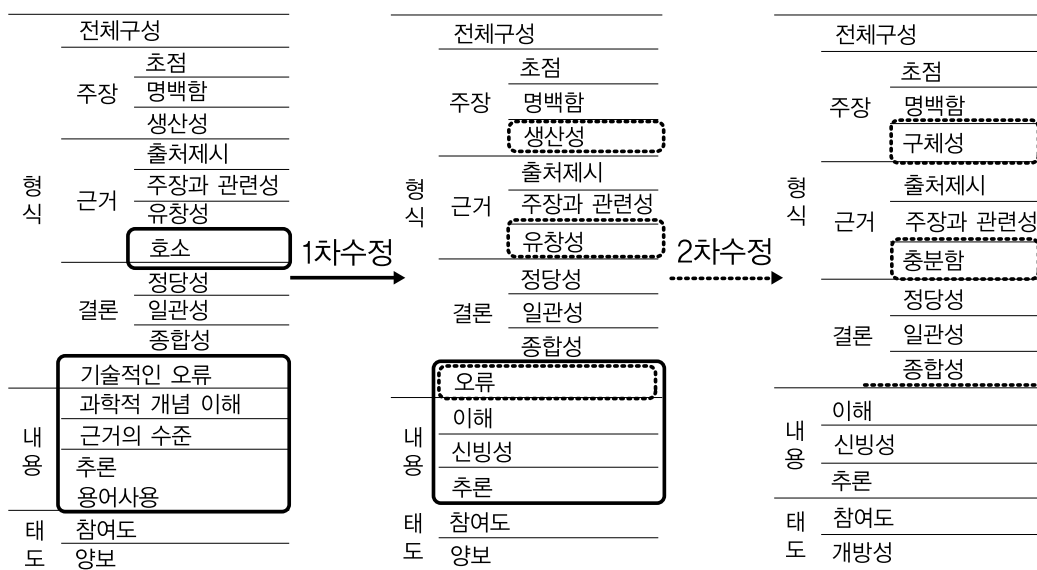 전체구성
주장
초점
명백함
생산성
형식
근거
출처제시
주장과 관련성
유창성
호소
결론
정당성
일관성
종합성
기술적인 오류
내용
과학적 개념 이해
근거의 수준
추론
용어사용
태도
참여도
양보
1차수정
전체구성
주장
초점
명백함
생산성
형식
근거
출처제시
주장과 관련성
유창성
결론
정당성
일관성
종합성
오류
내용
이해
신빙성
추론
태도
참여도
양보
2차수정
전체구성
주장
초점
명백함
구체성
형식
근거
출처제시
주장과 관련성
충분함
결론
정당성
일관성
종합성
내용
이해
신빙성
추론
태도
참여도
개방성